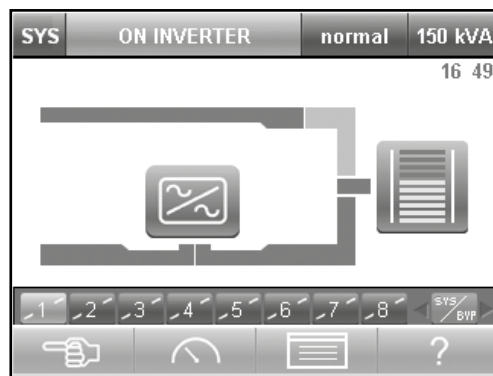 SYS ON INVERTER normal 150 kVA
16 49
1 2 3 4 5 6 7 8 SYS/BYP
?